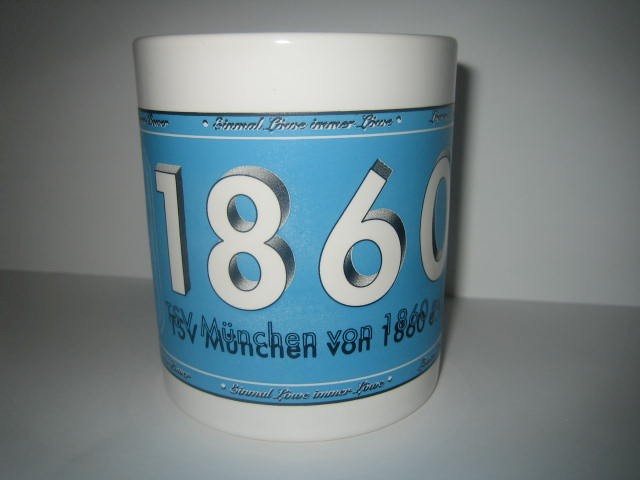 • Einmal Löwe immer Löwe •
1860
TSV München von 1860
• Einmal Löwe immer Löwe •